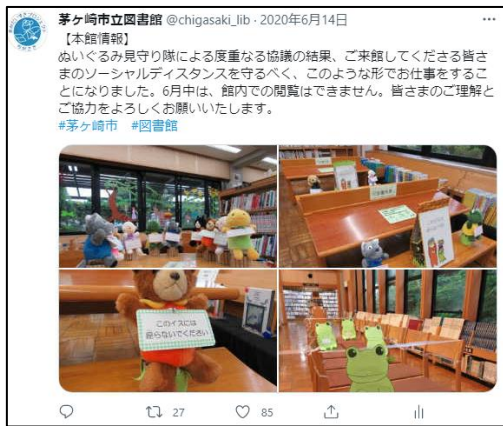 茅ヶ崎市立図書館 @chigasaki_lib・2020年6月14日
【本館情報】
ぬいぐるみ見守り隊による度重なる協議の結果、ご来館してくださる皆さ
まのソーシャルディスタンスを守るべく、このような形でお仕事をするこ
とになりました。6月中は、館内での閲覧はできません。皆さまのご理解と
ご協力をよろしくお願いいたします。
#茅ヶ崎市 #図書館
このイスには
座らないでください
27
85